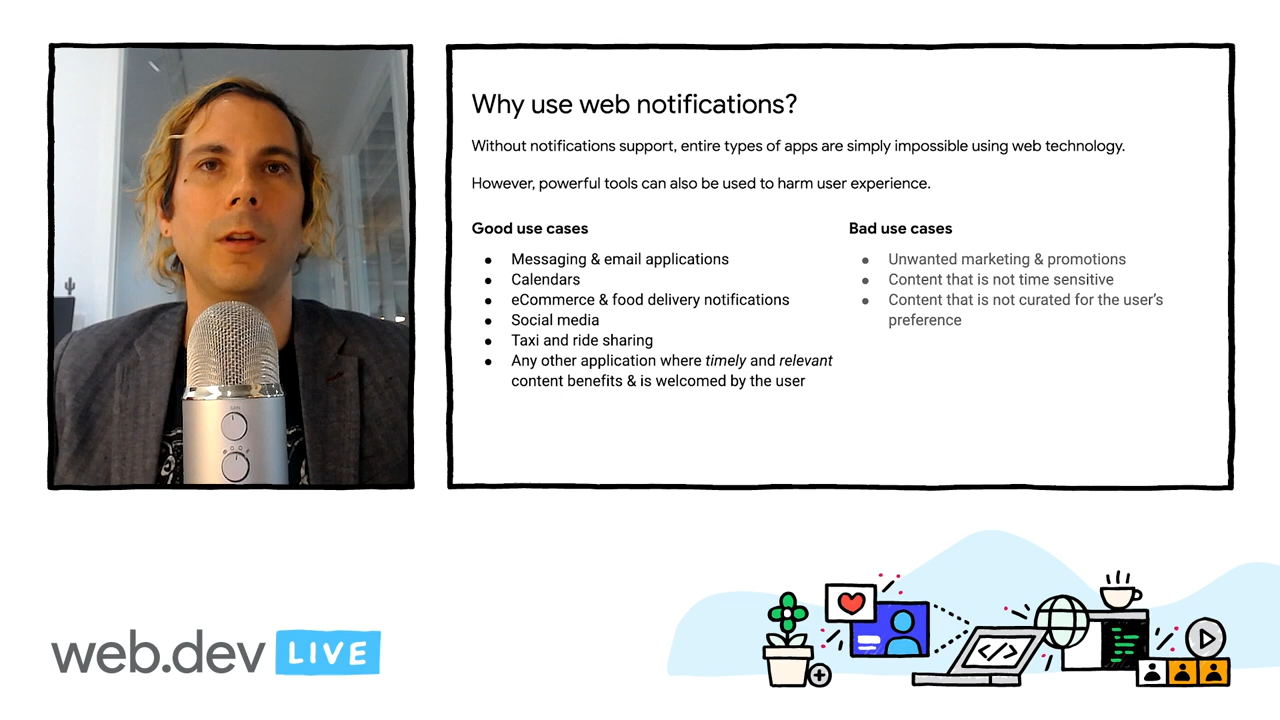 Why use web notifications?
Without notifications support, entire types of apps are simply impossible using web technology.
However, powerful tools can also be used to harm user experience.
Good use cases
● Messaging & email applications
● Calendars
● eCommerce & food delivery notifications
● Social media
● Taxi and ride sharing
● Any other application where timely and relevant
content benefits & is welcomed by the user
Bad use cases
● Unwanted marketing & promotions
● Content that is not time sensitive
● Content that is not curated for the user's
preference
web.dev LIVE